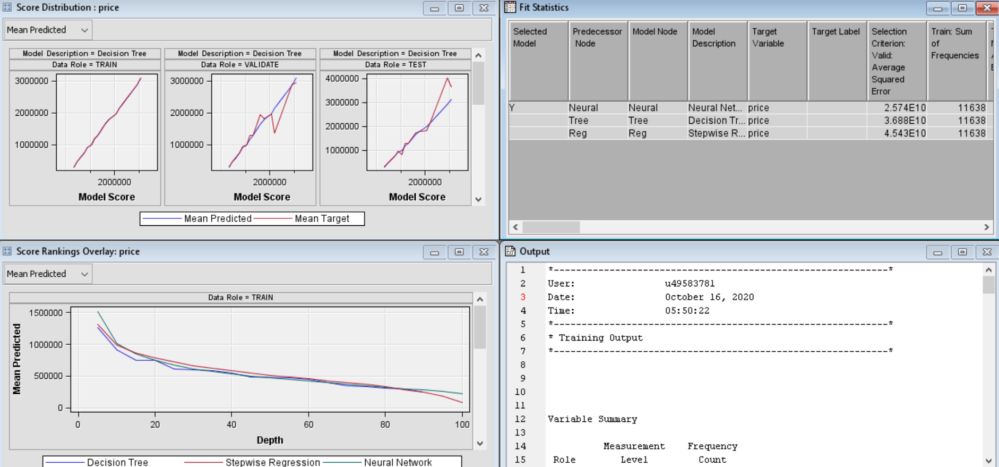 Score Distribution : price
Mean Predicted
Model Description = Decision Tree
Data Role = TRAIN
3000000
2000000
1000000
2000000
Model Score
Model Description = Decision Tree
Data Role = VALIDATE
3000000
2000000
1000000
2000000
Model Score
Model Description = Decision Tree
Data Role = TEST
4000000
3000000
2000000
1000000
2000000
Model Score
Mean Predicted Mean Target
Fit Statistics
Selected Model
Predecessor Node
Model Node
Model Description
Target Variable
Target Label
Selection Criterion: Valid: Average Squared Error
Train: Sum of Frequencies
Y Neural Neural Neural Net... price 2.574E10 11638
Tree Tree Decision Tr... price 3.688E10 11638
Reg Reg Stepwise R... price 4.543E10 11638
Score Rankings Overlay: price
Mean Predicted
Data Role = TRAIN
Mean Predicted
1500000
1000000
500000
0
0 20 40 60 80 100
Depth
Decision Tree Stepwise Regression Neural Network
Output
1 *------------------------------------------------------------*
2 User: u49583781
3 Date: October 16, 2020
4 Time: 05:50:22
5 *------------------------------------------------------------*
6 * Training Output
7 *------------------------------------------------------------*
8
9
10
11
12 Variable Summary
13
14 Measurement Frequency
15 Role Level Count